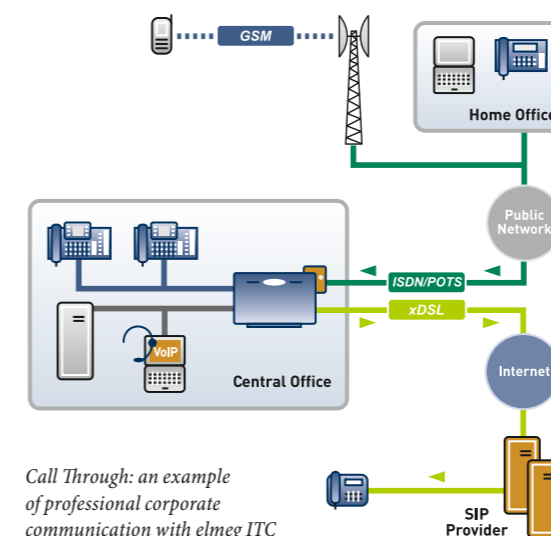 GSM
Home Office
Public
Network
ISDN/POTS
xDSL
VoIP
Central Office
Internet
Call Through: an example
of professional corporate
communication with elmeg ITC
SIP
Provider